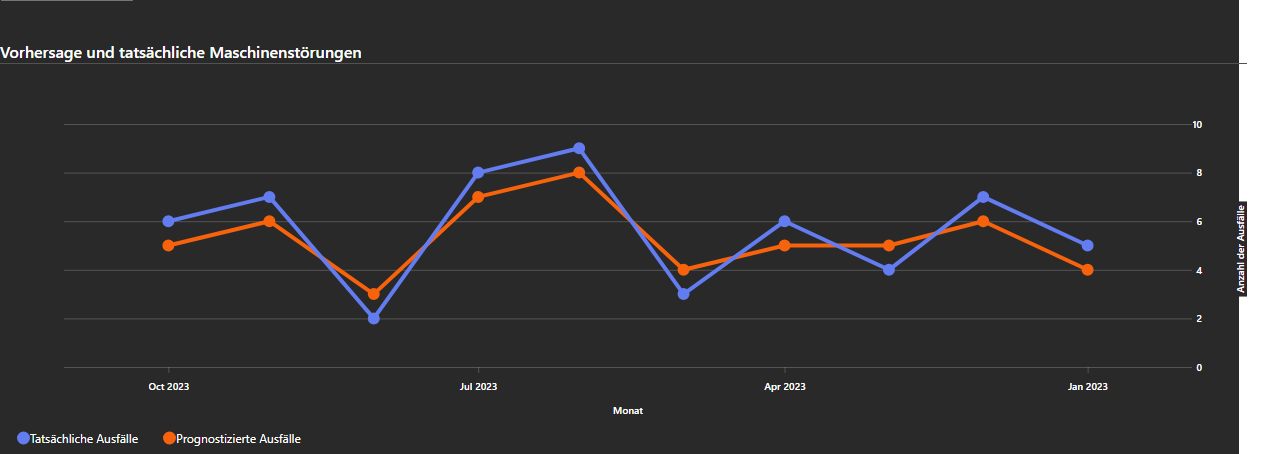 Vorhersage und tatsächliche Maschinenstörungen
10
8
6
4
2
0
Anzahl der Ausfälle
Oct 2023
Jul 2023
Apr 2023
Jan 2023
Monat
Tatsächliche Ausfälle
Prognostizierte Ausfälle